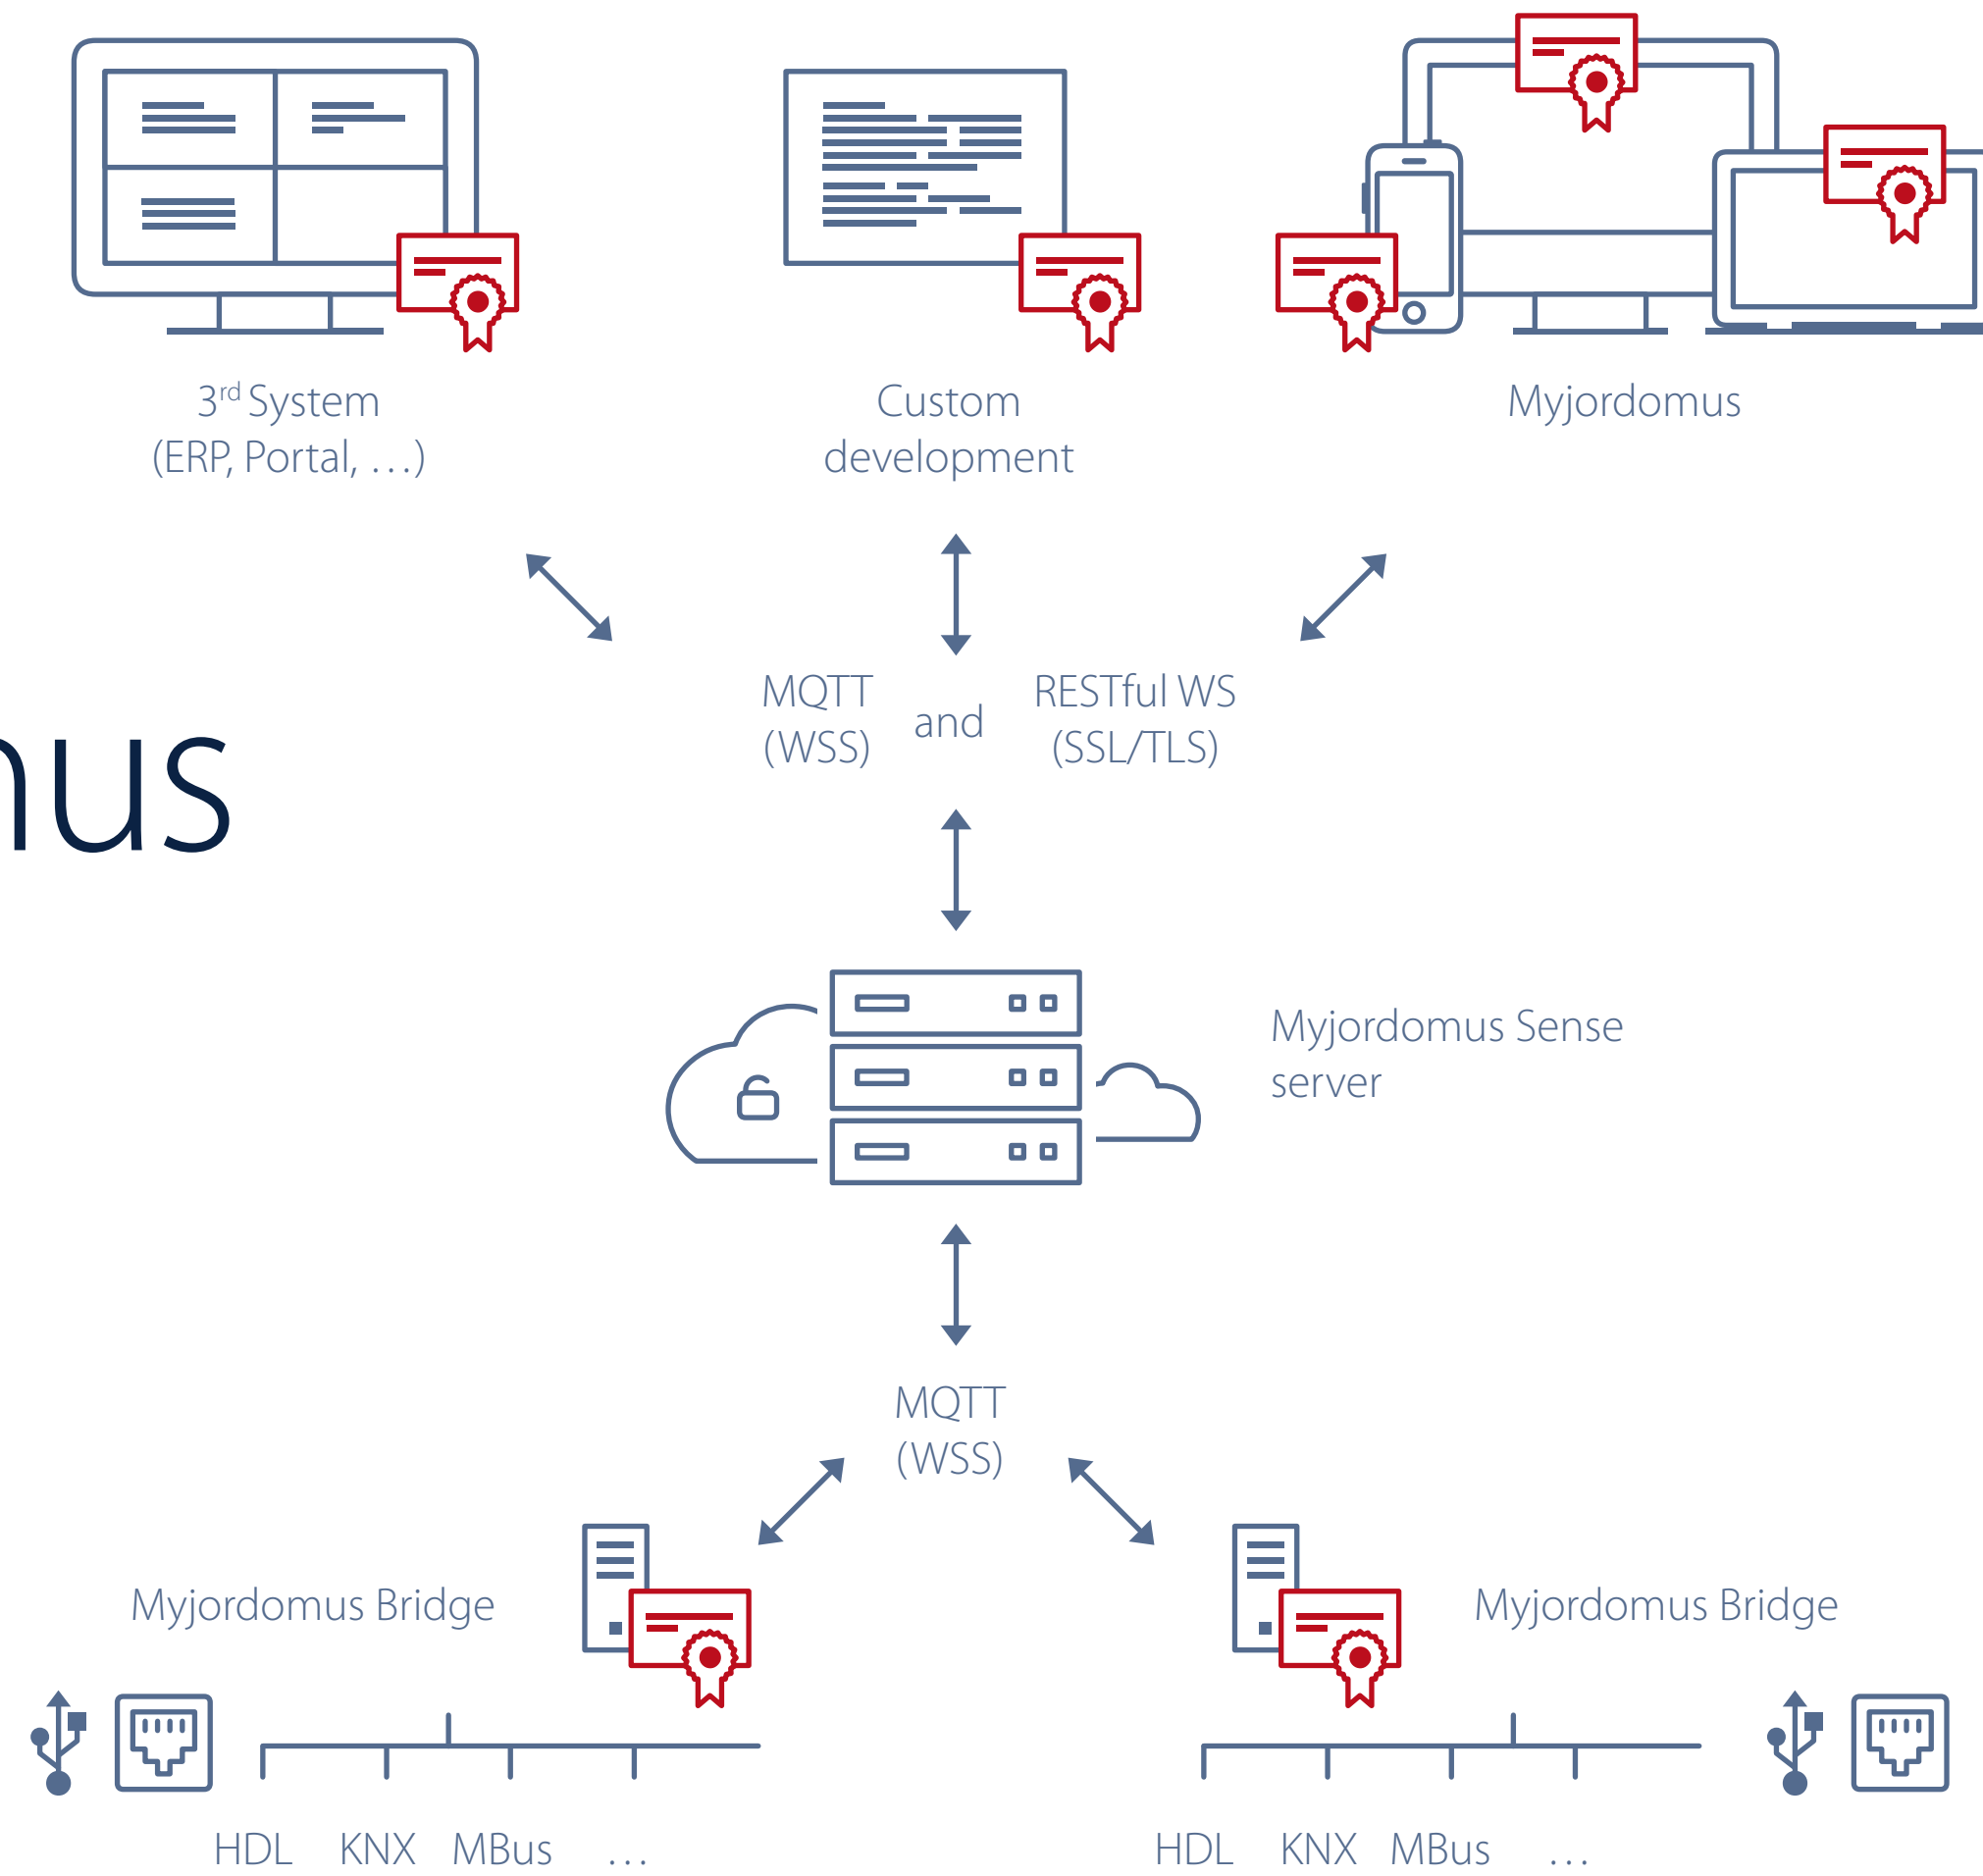 3rd System
(ERP, Portal, …)
Custom
development
Myjordomus
MQTT
(WSS)
and
RESTful WS
(SSL/TLS)
nus
Myjordomus Sense
server
MQTT
(WSS)
Myjordomus Bridge
Myjordomus Bridge
HDL KNX MBus …
HDL KNX MBus …